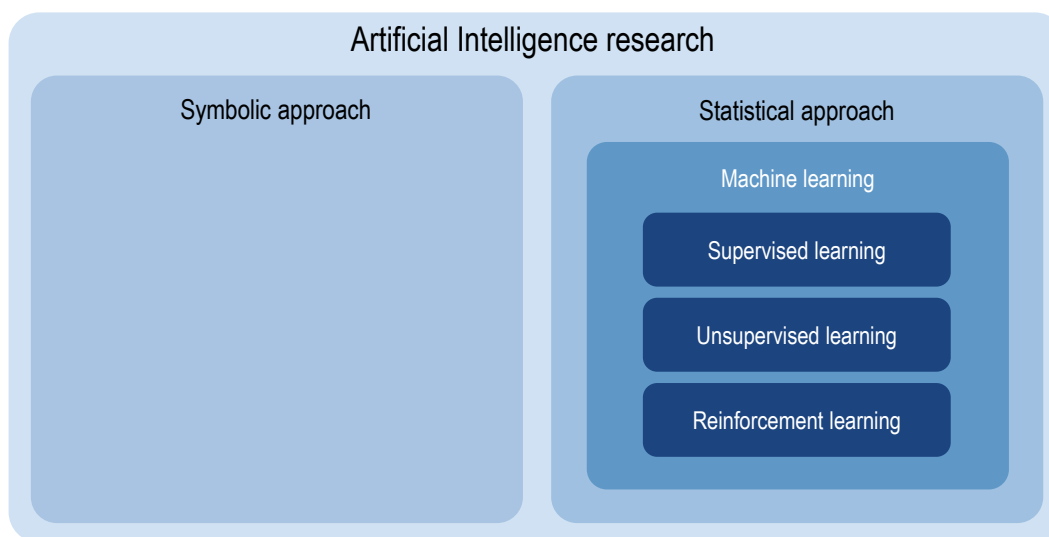 Artificial Intelligence research
Symbolic approach
Statistical approach
Machine learning
Supervised learning
Unsupervised learning
Reinforcement learning